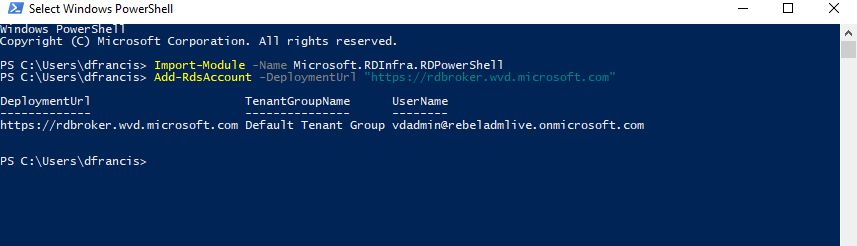 Select Windows PowerShell
Windows PowerShell
Copyright (C) Microsoft Corporation. All rights reserved.
PS C:\Users\dfrancis> Import-Module -Name Microsoft.RDInfra.RDPowerShell
PS C:\Users\dfrancis> Add-RdsAccount -DeploymentUrl "https://rdbroker.wvd.microsoft.com"
DeploymentUrl TenantGroupName UserName
------------- --------------- --------
https://rdbroker.wvd.microsoft.com Default Tenant Group vdadmin@rebeladmlive.onmicrosoft.com
PS C:\Users\dfrancis>